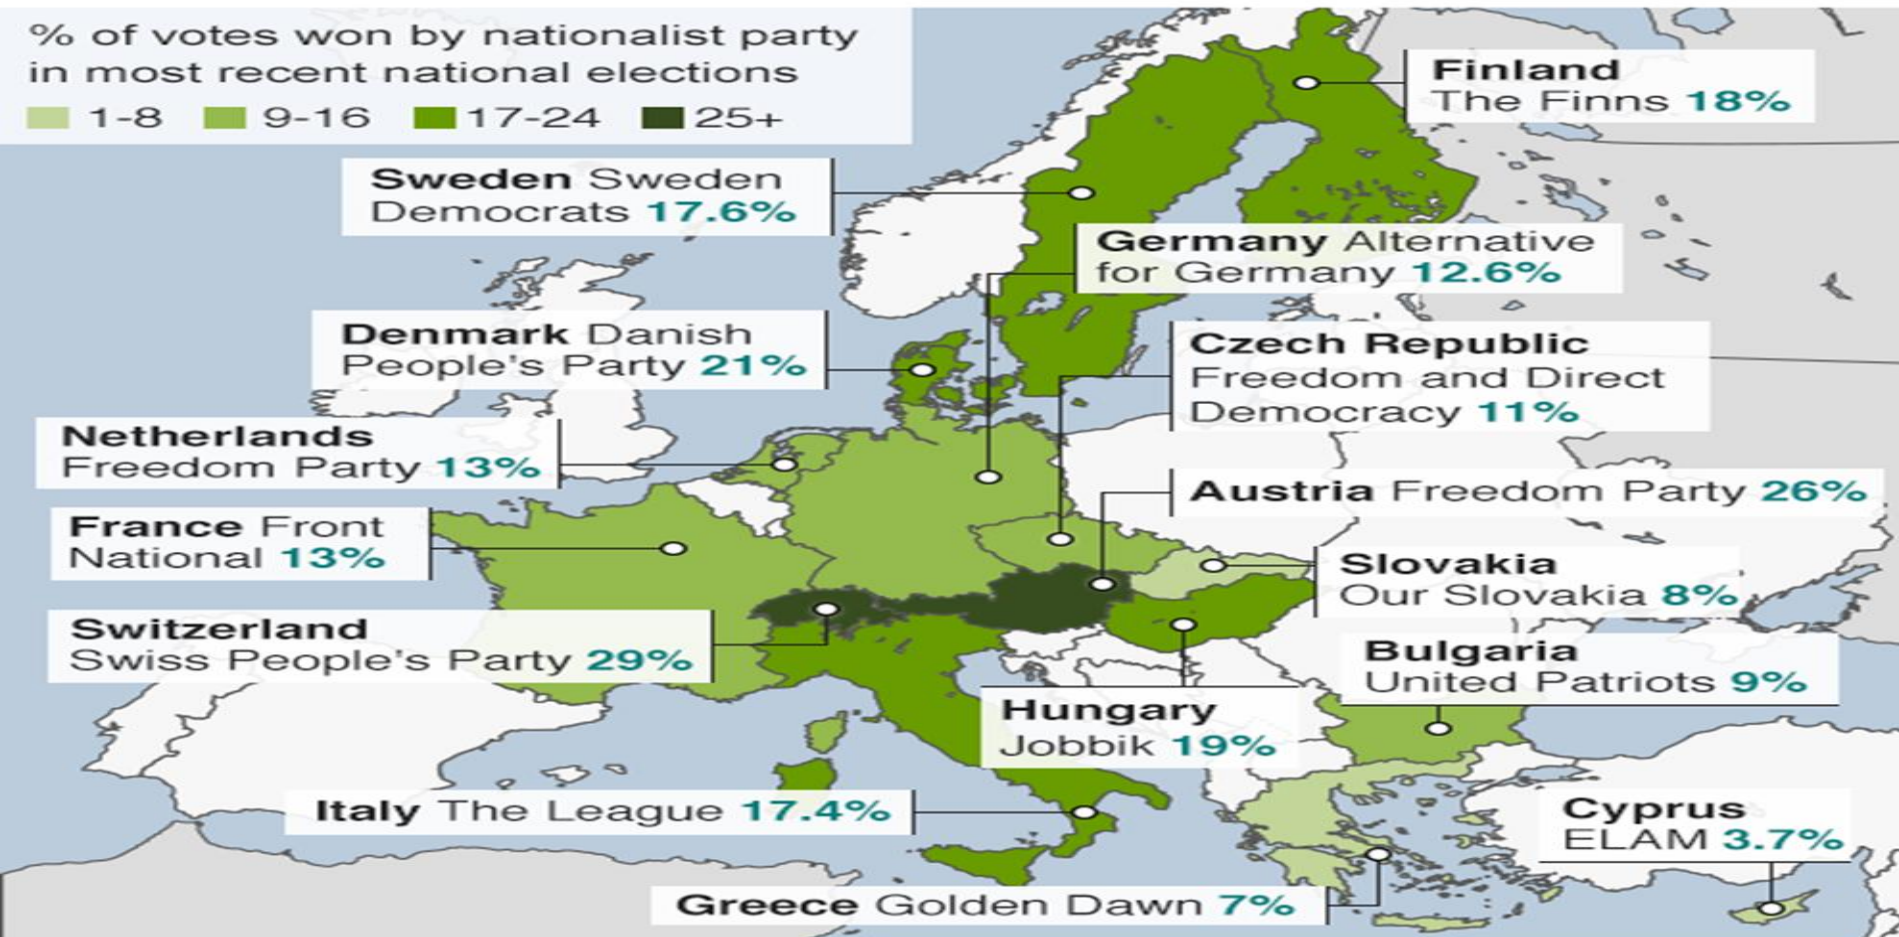 % of votes won by nationalist party
in most recent national elections
1-8 9-16 17-24 25+
Finland
The Finns 18%
Sweden Sweden
Democrats 17.6%
Germany Alternative
for Germany 12.6%
Denmark Danish
People's Party 21%
Czech Republic
Freedom and Direct
Democracy 11%
Netherlands
Freedom Party 13%
Austria Freedom Party 26%
France Front
National 13%
Slovakia
Our Slovakia 8%
Switzerland
Swiss People's Party 29%
Bulgaria
United Patriots 9%
Hungary
Jobbik 19%
Italy The League 17.4%
Cyprus
ELAM 3.7%
Greece Golden Dawn 7%